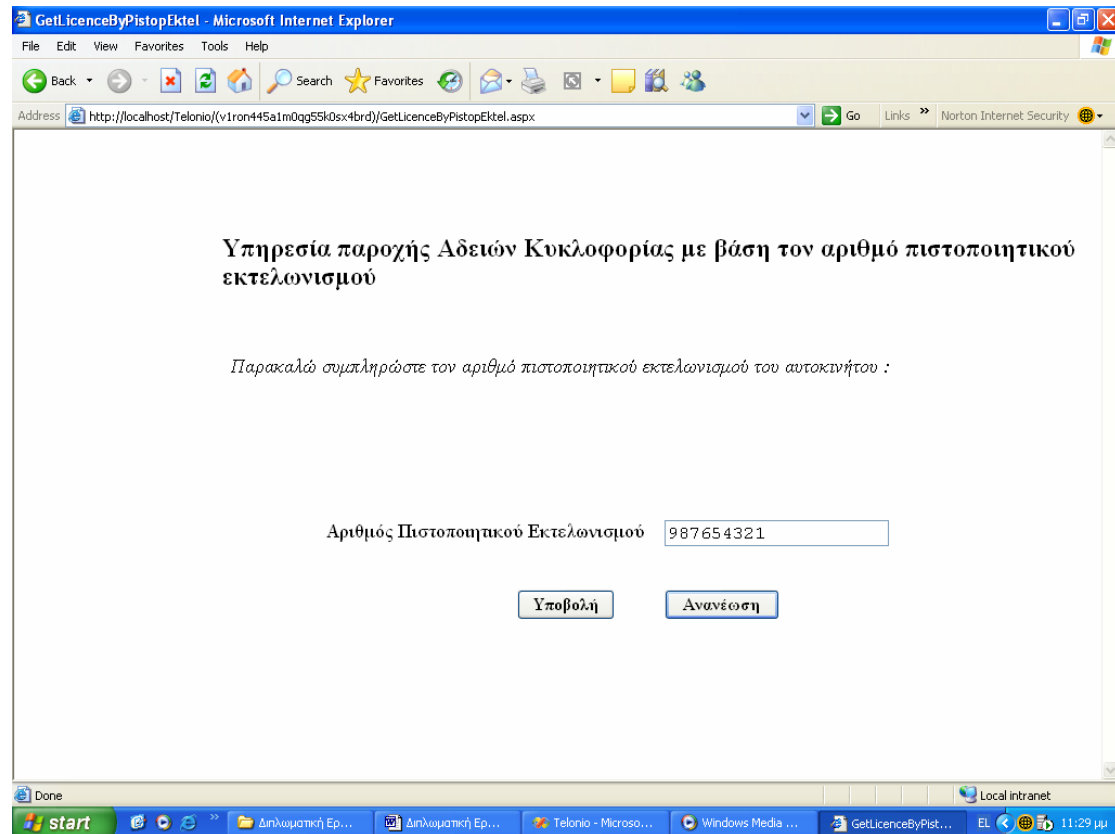 GetLicenceByPistopEktel - Microsoft Internet Explorer
File Edit View Favorites Tools Help
Back Search Favorites
Address http://localhost/Telonio/(v1ron445a1m0qg55k0sx4brd)/GetLicenceByPistopEktel.aspx Go Links » Norton Internet Security
Υπηρεσία παροχής Αδειών Κυκλοφορίας με βάση τον αριθμό πιστοποιητικού
εκτελωνισμού
Παρακαλώ συμπληρώστε τον αριθμό πιστοποιητικού εκτελωνισμού του αυτοκινήτου :
Αριθμός Πιστοποιητικού Εκτελωνισμού 987654321
Υποβολή Ανανέωση
Done Local intranet
start » Διπλωματική Ερ... Διπλωματική Ερ... Telonio - Microso... Windows Media ... GetLicenceByPist... EL 11:29 μμ